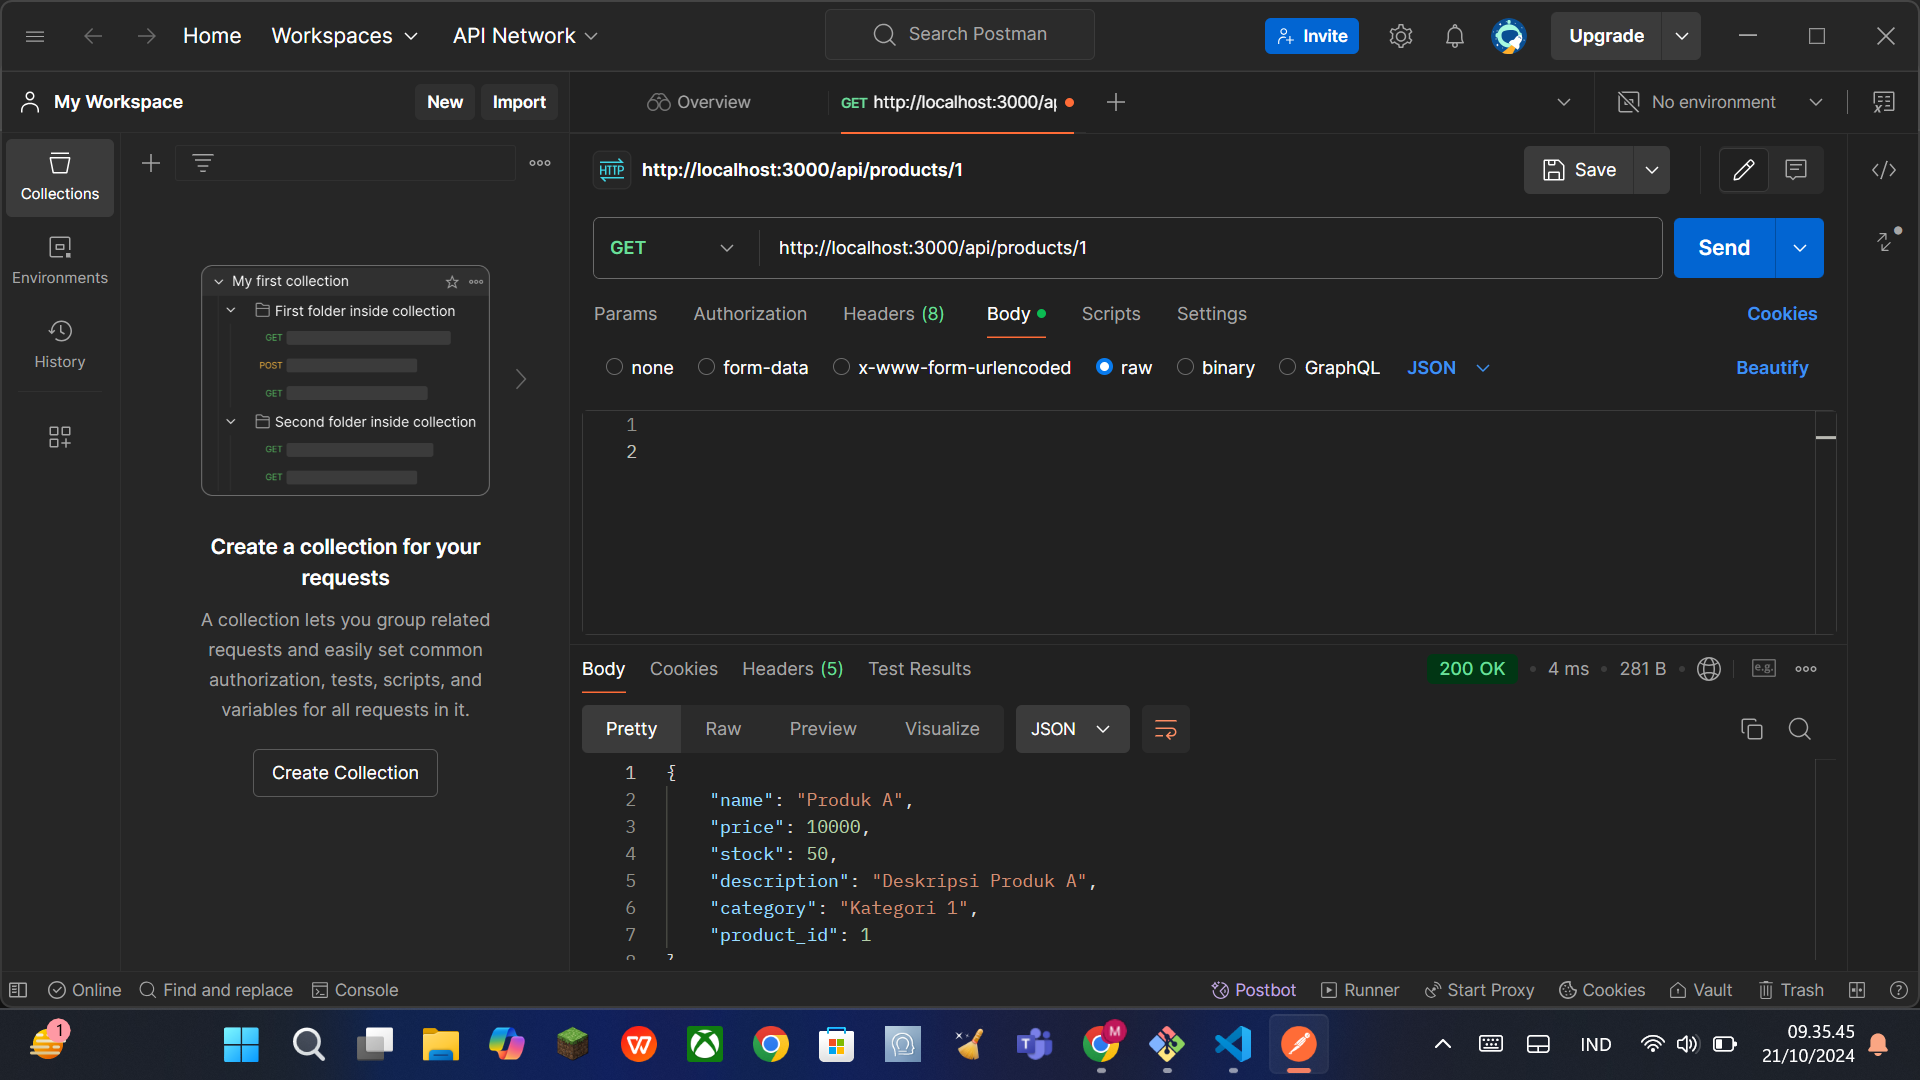 Home
Workspaces
API Network
Search Postman
Invite
Upgrade
My Workspace
New
Import
Overview
GET http://localhost:3000/ap
No environment
Collections
Environments
History
My first collection
First folder inside collection
GET
POST
GET
Second folder inside collection
GET
GET
Create a collection for your
requests
A collection lets you group related
requests and easily set common
authorization, tests, scripts, and
variables for all requests in it.
Create Collection
HTTP
http://localhost:3000/api/products/1
Save
GET
http://localhost:3000/api/products/1
Send
Params
Authorization
Headers (8)
Body
Scripts
Settings
Cookies
none
form-data
x-www-form-urlencoded
raw
binary
GraphQL
JSON
Beautify
1
2
Body
Cookies
Headers (5)
Test Results
200 OK
4 ms
281 B
e.g.
Pretty
Raw
Preview
Visualize
JSON
1 {
2 "name": "Produk A",
3 "price": 10000,
4 "stock": 50,
5 "description": "Deskripsi Produk A",
6 "category": "Kategori 1",
7 "product_id": 1
8 }
Online
Find and replace
Console
Postbot
Runner
Start Proxy
Cookies
Vault
Trash
1
M
IND
09.35.45
21/10/2024